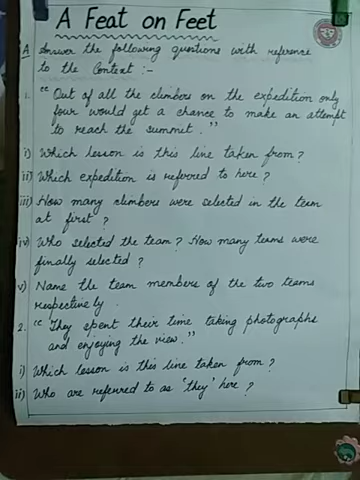 A Feat on Feet
A Answer the following questions with reference
to the Context :-
1. "Out of all the climbers on the expedition only
four would get a chance to make an attempt
to reach the summit."
i) Which lesson is this line taken from?
ii) Which expedition is referred to here?
iii) How many climbers were selected in the team
at first?
iv) Who selected the team? How many teams were
finally selected?
v) Name the team members of the two teams
respectively.
2. "They spent their time taking photographs
and enjoying the view."
i) Which lesson is this line taken from?
ii) Who are referred to as 'they' here?